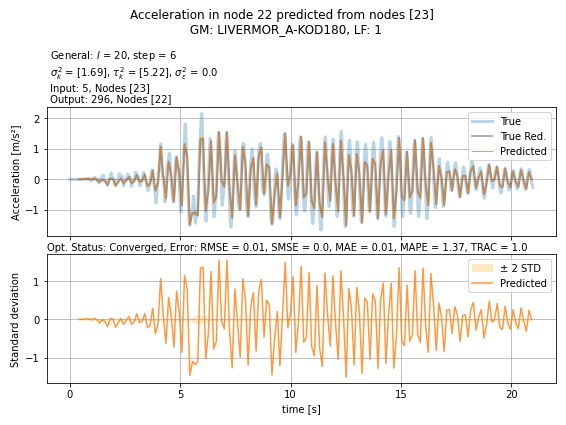 Acceleration in node 22 predicted from nodes [23]
GM: LIVERMOR_A-KOD180, LF: 1
General: l = 20, step = 6
σ²ₖ = [1.69], τ²ₖ = [5.22], σ²ε = 0.0
Input: 5, Nodes [23]
Output: 296, Nodes [22]
Acceleration [m/s²]
2
1
0
−1
True
True Red.
Predicted
Opt. Status: Converged, Error: RMSE = 0.01, SMSE = 0.0, MAE = 0.01, MAPE = 1.37, TRAC = 1.0
Standard deviation
1
0
−1
± 2 STD
Predicted
0 5 10 15 20
time [s]